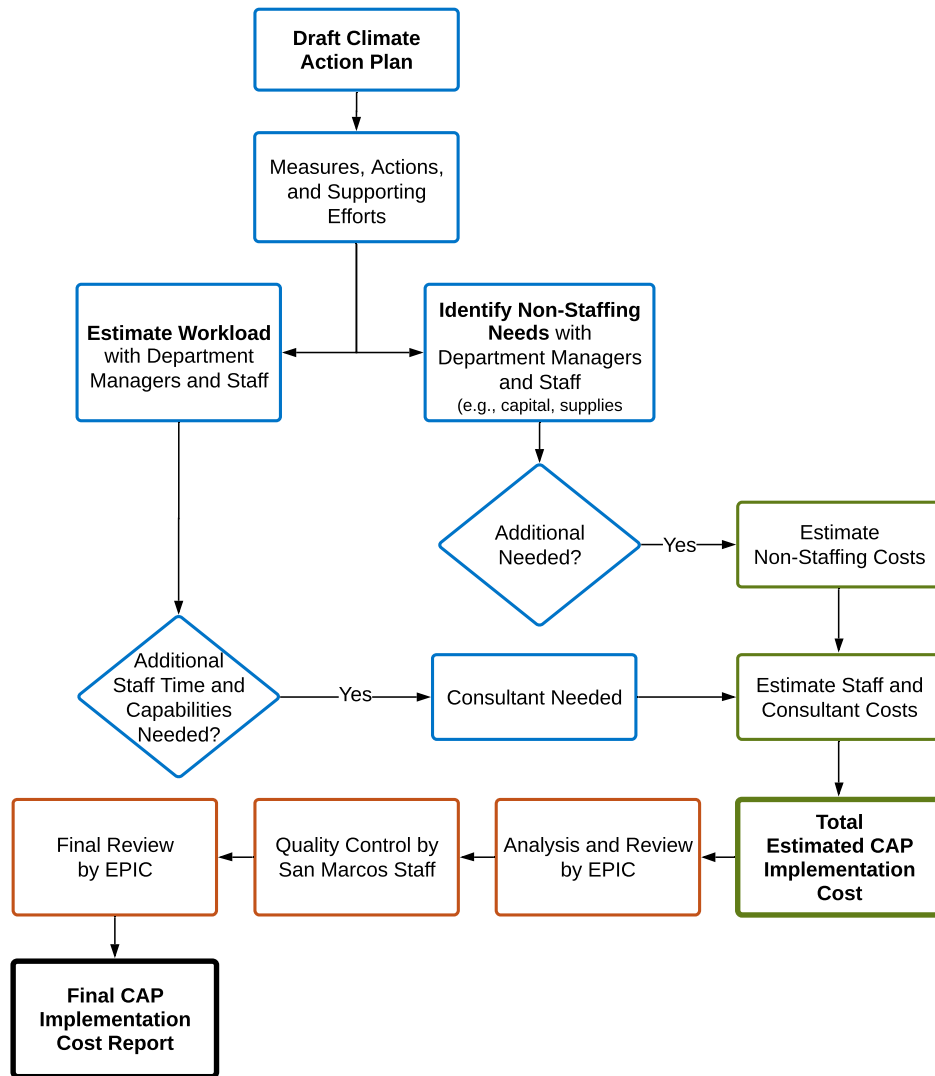 Draft Climate
Action Plan
Measures, Actions,
and Supporting
Efforts
Estimate Workload
with Department
Managers and Staff
Identify Non-Staffing
Needs with
Department Managers
and Staff
(e.g., capital, supplies
Additional
Needed?
Yes
Estimate
Non-Staffing Costs
Additional
Staff Time and
Capabilities
Needed?
Yes
Consultant Needed
Estimate Staff and
Consultant Costs
Total
Estimated CAP
Implementation
Cost
Analysis and Review
by EPIC
Quality Control by
San Marcos Staff
Final Review
by EPIC
Final CAP
Implementation
Cost Report